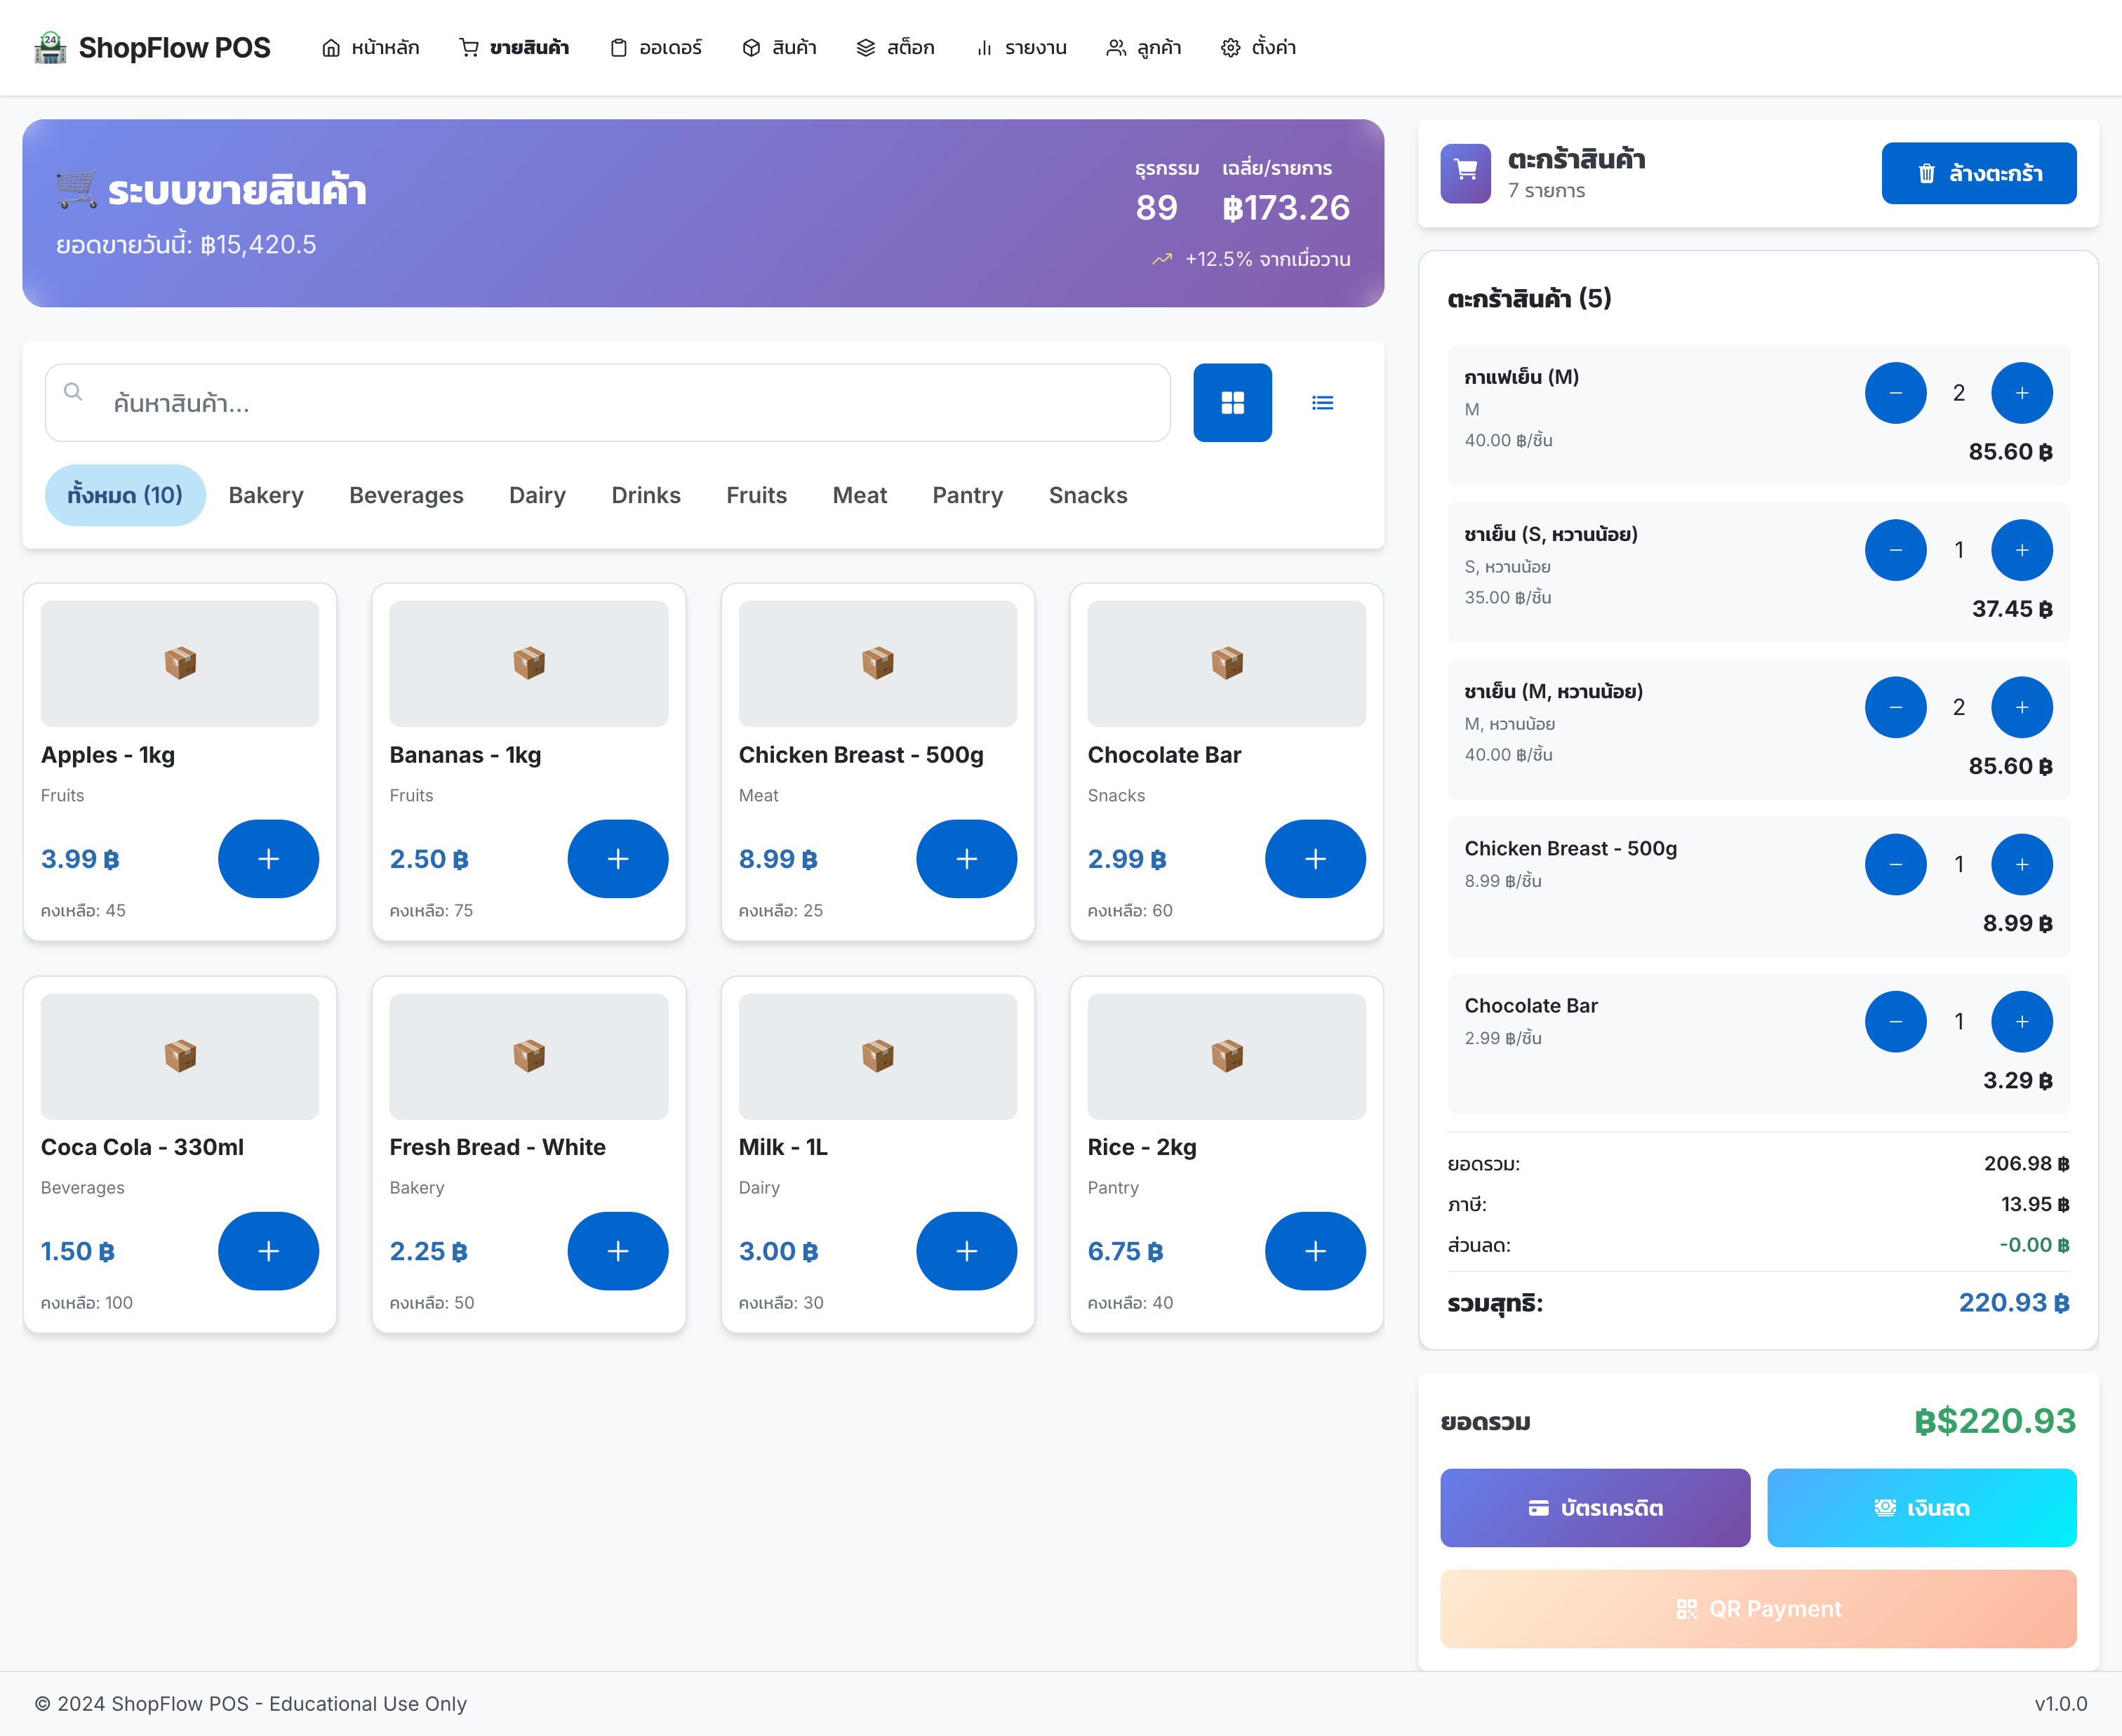 24
ShopFlow POS
หน้าหลัก
ขายสินค้า
ออเดอร์
สินค้า
สต็อก
รายงาน
ลูกค้า
ตั้งค่า
ระบบขายสินค้า
ยอดขายวันนี้: ฿15,420.5
ธุรกรรม
89
เฉลี่ย/รายการ
฿173.26
+12.5% จากเมื่อวาน
ค้นหาสินค้า...
ทั้งหมด (10)
Bakery
Beverages
Dairy
Drinks
Fruits
Meat
Pantry
Snacks
Apples - 1kg
Fruits
3.99 ฿
คงเหลือ: 45
Bananas - 1kg
Fruits
2.50 ฿
คงเหลือ: 75
Chicken Breast - 500g
Meat
8.99 ฿
คงเหลือ: 25
Chocolate Bar
Snacks
2.99 ฿
คงเหลือ: 60
Coca Cola - 330ml
Beverages
1.50 ฿
คงเหลือ: 100
Fresh Bread - White
Bakery
2.25 ฿
คงเหลือ: 50
Milk - 1L
Dairy
3.00 ฿
คงเหลือ: 30
Rice - 2kg
Pantry
6.75 ฿
คงเหลือ: 40
ตะกร้าสินค้า
7 รายการ
ล้างตะกร้า
ตะกร้าสินค้า (5)
กาแฟเย็น (M)
M
40.00 ฿/ชิ้น
2
85.60 ฿
ชาเย็น (S, หวานน้อย)
S, หวานน้อย
35.00 ฿/ชิ้น
1
37.45 ฿
ชาเย็น (M, หวานน้อย)
M, หวานน้อย
40.00 ฿/ชิ้น
2
85.60 ฿
Chicken Breast - 500g
8.99 ฿/ชิ้น
1
8.99 ฿
Chocolate Bar
2.99 ฿/ชิ้น
1
3.29 ฿
ยอดรวม: 206.98 ฿
ภาษี: 13.95 ฿
ส่วนลด: -0.00 ฿
รวมสุทธิ: 220.93 ฿
ยอดรวม ฿$220.93
บัตรเครดิต
เงินสด
QR Payment
© 2024 ShopFlow POS - Educational Use Only
v1.0.0